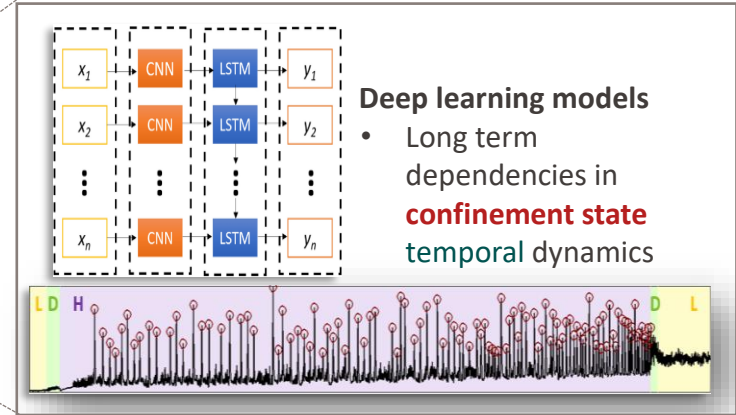 x1 CNN LSTM y1
x2 CNN LSTM y2
xn CNN LSTM yn
Deep learning models
• Long term
dependencies in
confinement state
temporal dynamics
L D H D L